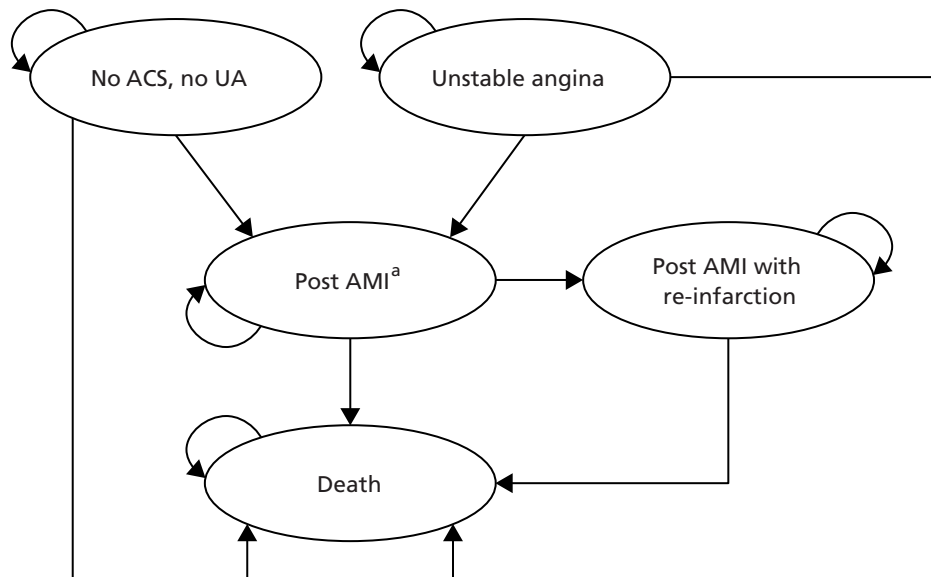 No ACS, no UA
Unstable angina
Post AMIᵃ
Post AMI with
re-infarction
Death